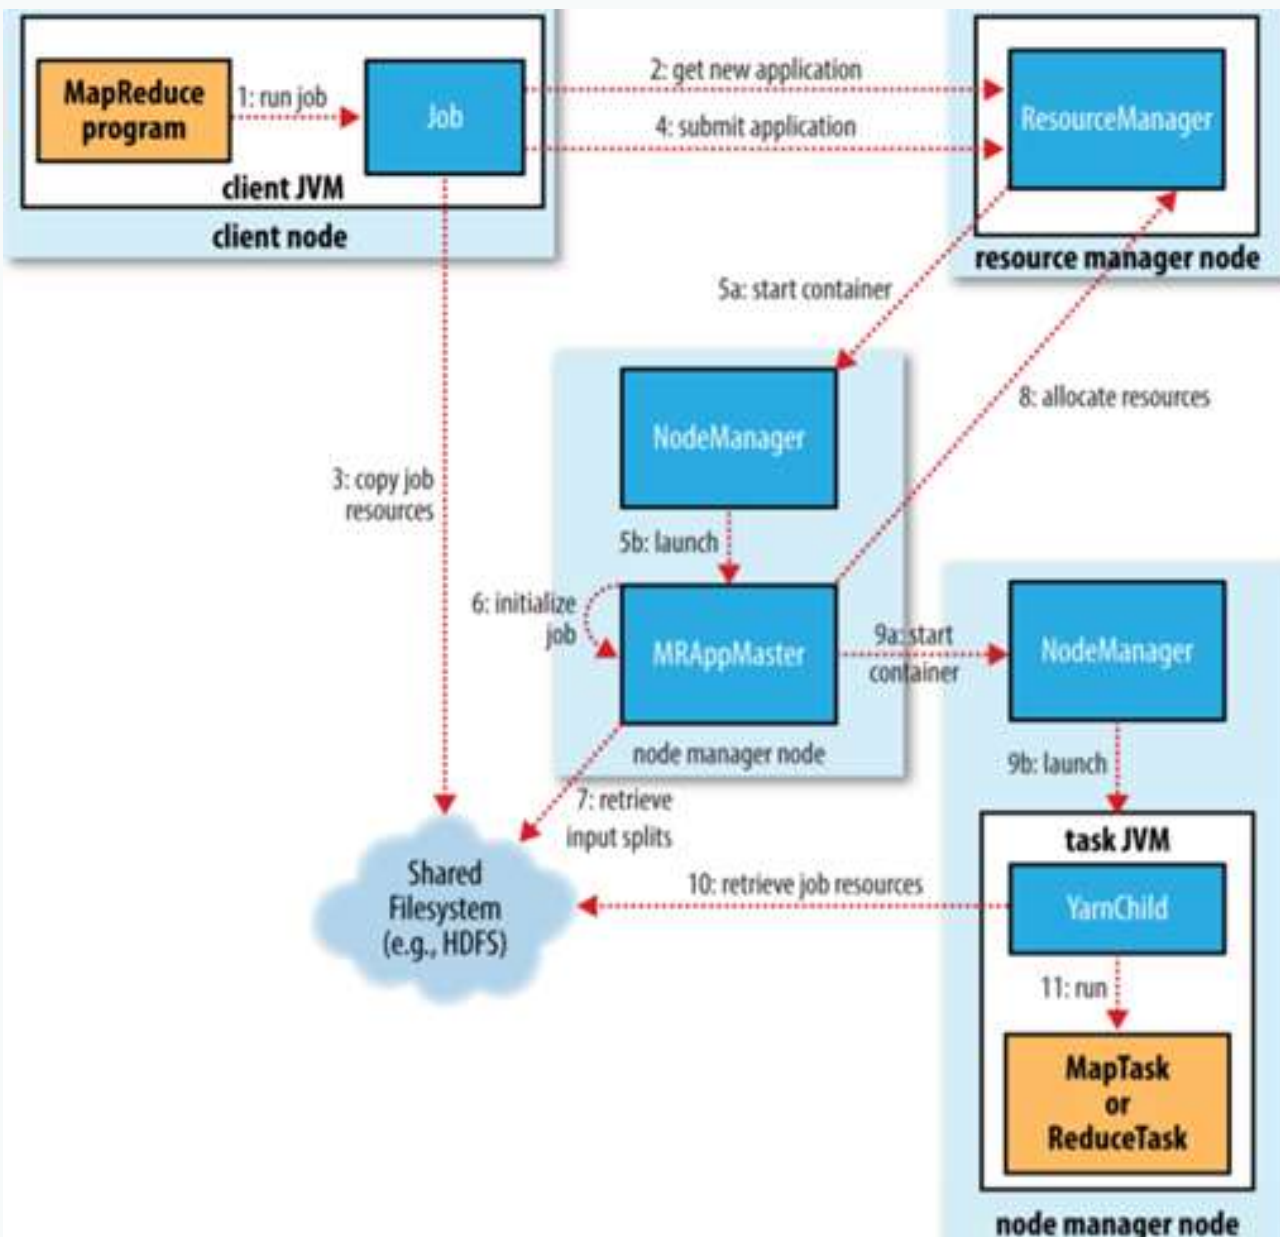 MapReduce
program
1: run job
Job
client JVM
client node
2: get new application
4: submit application
ResourceManager
resource manager node
5a: start container
8: allocate resources
3: copy job
resources
NodeManager
5b: launch
6: initialize
job
MRAppMaster
node manager node
9a: start
container
NodeManager
9b: launch
7: retrieve
input splits
Shared
Filesystem
(e.g., HDFS)
10: retrieve job resources
task JVM
YarnChild
11: run
MapTask
or
ReduceTask
node manager node